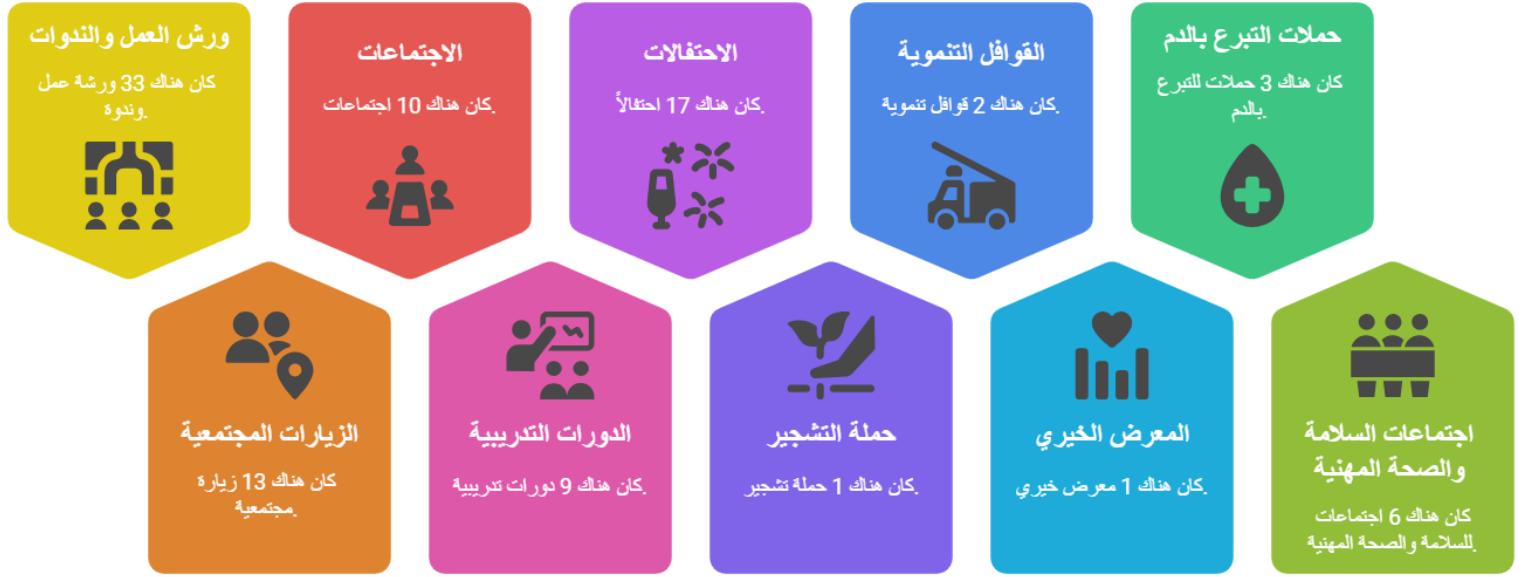 حملات التبرع بالدم
كان هناك 3 حملات للتبرع
بالدم.
القوافل التنموية
كان هناك 2 قوافل تنموية.
الاحتفالات
كان هناك 17 احتفالاً.
الاجتماعات
كان هناك 10 اجتماعات.
ورش العمل والندوات
كان هناك 33 ورشة عمل
وندوة.
اجتماعات السلامة
والصحة المهنية
كان هناك 6 اجتماعات
للسلامة والصحة المهنية.
المعرض الخيري
كان هناك 1 معرض خيري.
حملة التشجير
كان هناك 1 حملة تشجير.
الدورات التدريبية
كان هناك 9 دورات تدريبية.
الزيارات المجتمعية
كان هناك 13 زيارة
مجتمعية.